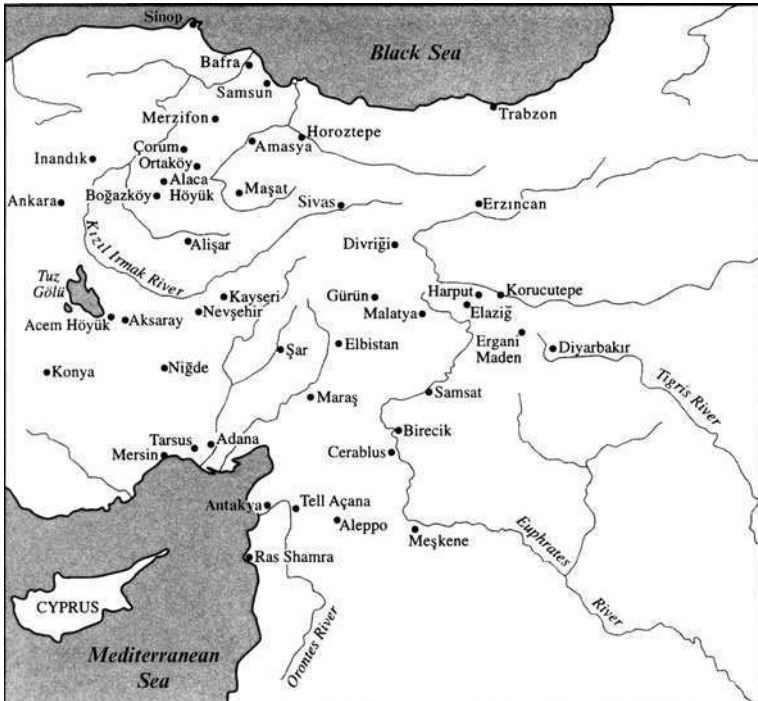 Sinop
Black Sea
Bafra
Samsun
Trabzon
Merzifon
Horoztepe
Çorum
Amasya
Inandık
Ortaköy
Alaca
Höyük
Boğazköy
Maşat
Ankara
Sivas
Erzıncan
Kızıl Irmak River
Alişar
Divriği
Tuz
Gölü
Kayseri
Gürün
Harput
Korucutepe
Nevşehir
Elaziğ
Malatya
Acem Höyük
Aksaray
Ergani
Maden
Elbistan
Şar
Diyarbakır
Konya
Niğde
Tigris River
Maraş
Samsat
Birecik
Tarsus
Adana
Mersin
Cerablus
Antakya
Tell Açana
Aleppo
Meşkene
Euphrates
River
Ras Shamra
CYPRUS
Orontes River
Mediterranean
Sea